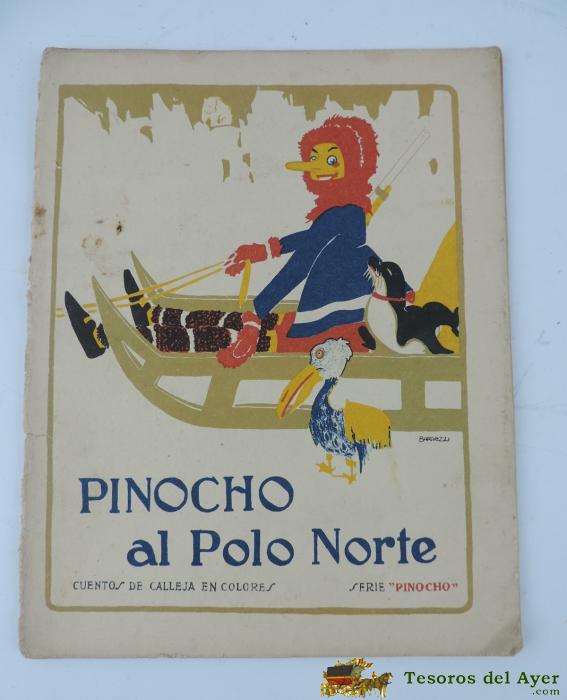 BARTOLOZZI
PINOCHO
al Polo Norte
CUENTOS DE CALLEJA EN COLORES SERIE "PINOCHO"
Tesoros del Ayer
.com